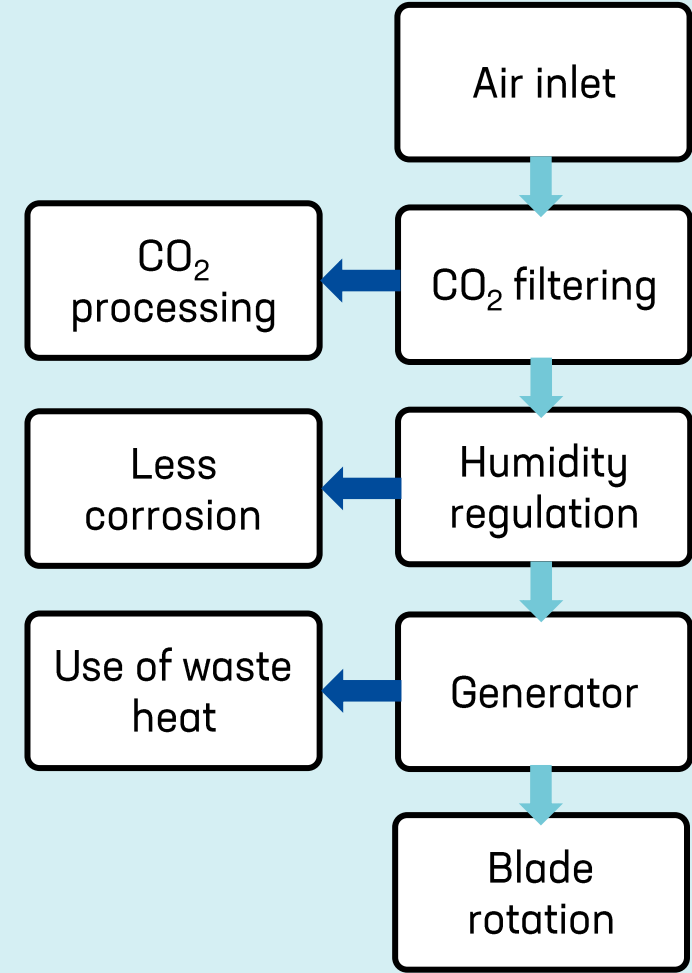 Air inlet
CO₂
processing
CO₂ filtering
Less
corrosion
Humidity
regulation
Use of waste
heat
Generator
Blade
rotation